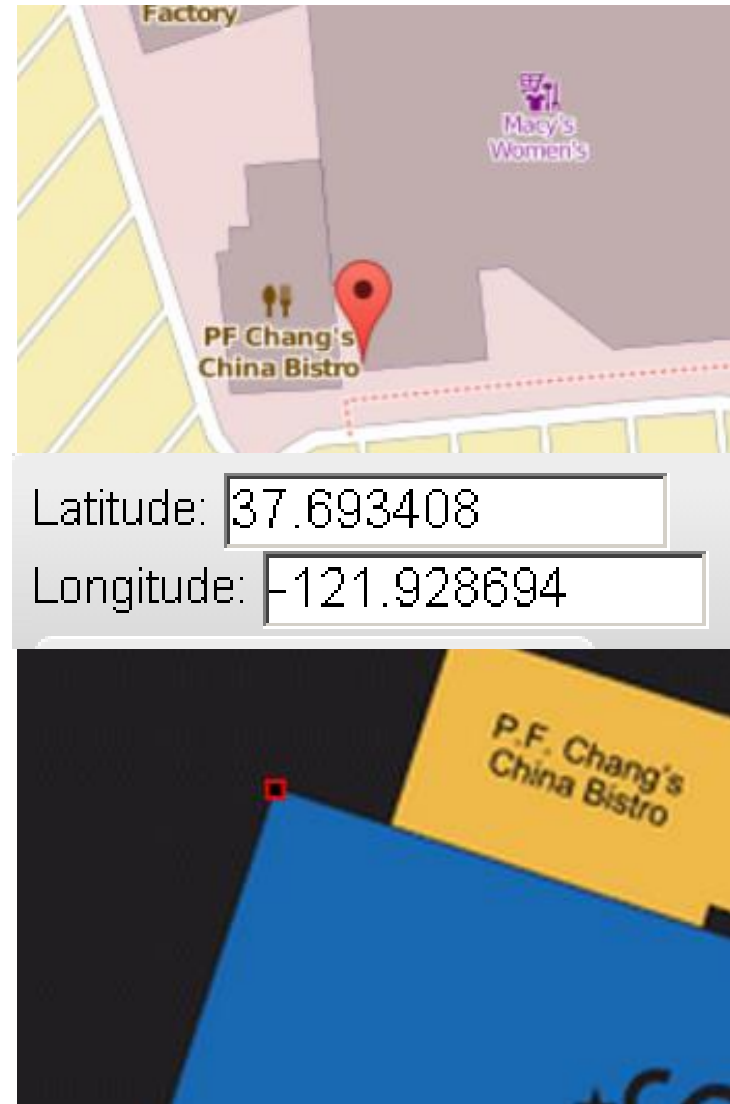 Factory
Macy's
Women's
PF Chang's
China Bistro
Latitude: 37.693408
Longitude: -121.928694
P.F. Chang's
China Bistro